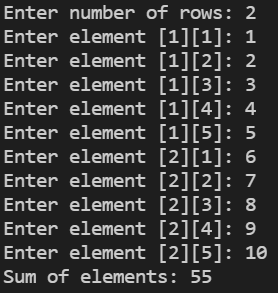 Enter number of rows: 2
Enter element [1][1]: 1
Enter element [1][2]: 2
Enter element [1][3]: 3
Enter element [1][4]: 4
Enter element [1][5]: 5
Enter element [2][1]: 6
Enter element [2][2]: 7
Enter element [2][3]: 8
Enter element [2][4]: 9
Enter element [2][5]: 10
Sum of elements: 55